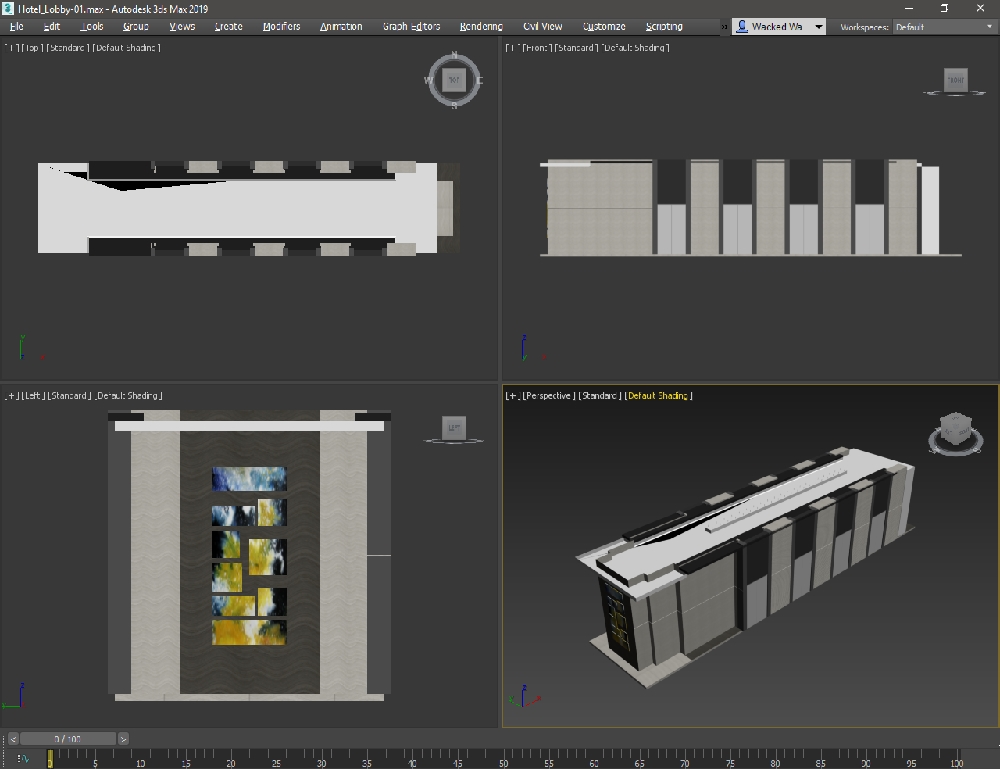 Hotel_Lobby-01.max - Autodesk 3ds Max 2019
File Edit Tools Group Views Create Modifiers Animation Graph Editors Rendering Civil View Customize Scripting » Wacked Wa Workspaces: Default
[+] [Top] [Standard] [Default Shading]
N
W TOP E
S
[+] [Front] [Standard] [Default Shading]
FRONT
y
z
[+] [Left] [Standard] [Default Shading]
LEFT
z
[+] [Perspective] [Standard] [Default Shading]
z
< 0 / 100 >
0 5 10 15 20 25 30 35 40 45 50 55 60 65 70 75 80 85 90 95 100